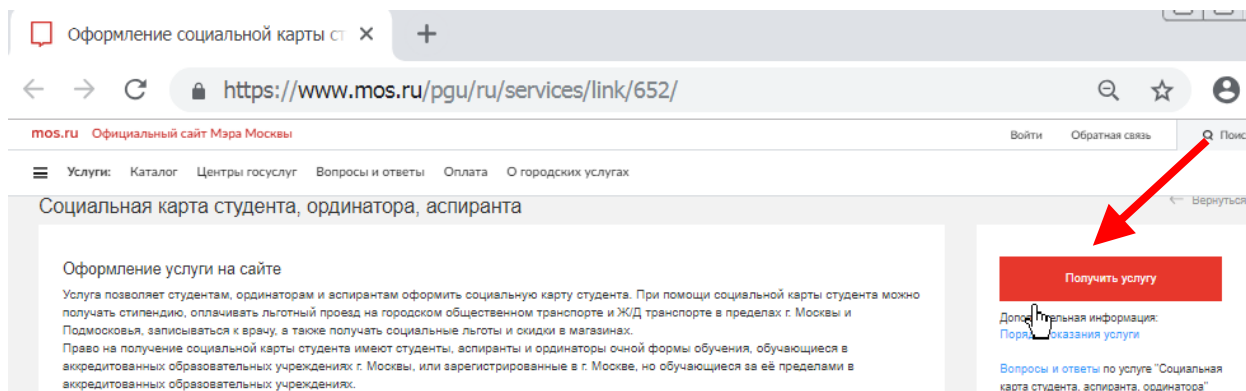 Оформление социальной карты ст
https://www.mos.ru/pgu/ru/services/link/652/
mos.ru Официальный сайт Мэра Москвы Войти Обратная связь Поис
Услуги: Каталог Центры госуслуг Вопросы и ответы Оплата О городских услугах
Социальная карта студента, ординатора, аспиранта
← Вернуться
Оформление услуги на сайте
Услуга позволяет студентам, ординаторам и аспирантам оформить социальную карту студента. При помощи социальной карты студента можно
получать стипендию, оплачивать льготный проезд на городском общественном транспорте и Ж/Д транспорте в пределах г. Москвы и
Подмосковья, записываться к врачу, а также получать социальные льготы и скидки в магазинах.
Право на получение социальной карты студента имеют студенты, аспиранты и ординаторы очной формы обучения, обучающиеся в
аккредитованных образовательных учреждениях г. Москвы, или зарегистрированные в г. Москве, но обучающиеся за её пределами в
аккредитованных образовательных учреждениях.
Получить услугу
Дополнительная информация:
Порядок оказания услуги
Вопросы и ответы по услуге "Социальная
карта студента, аспиранта, ординатора"